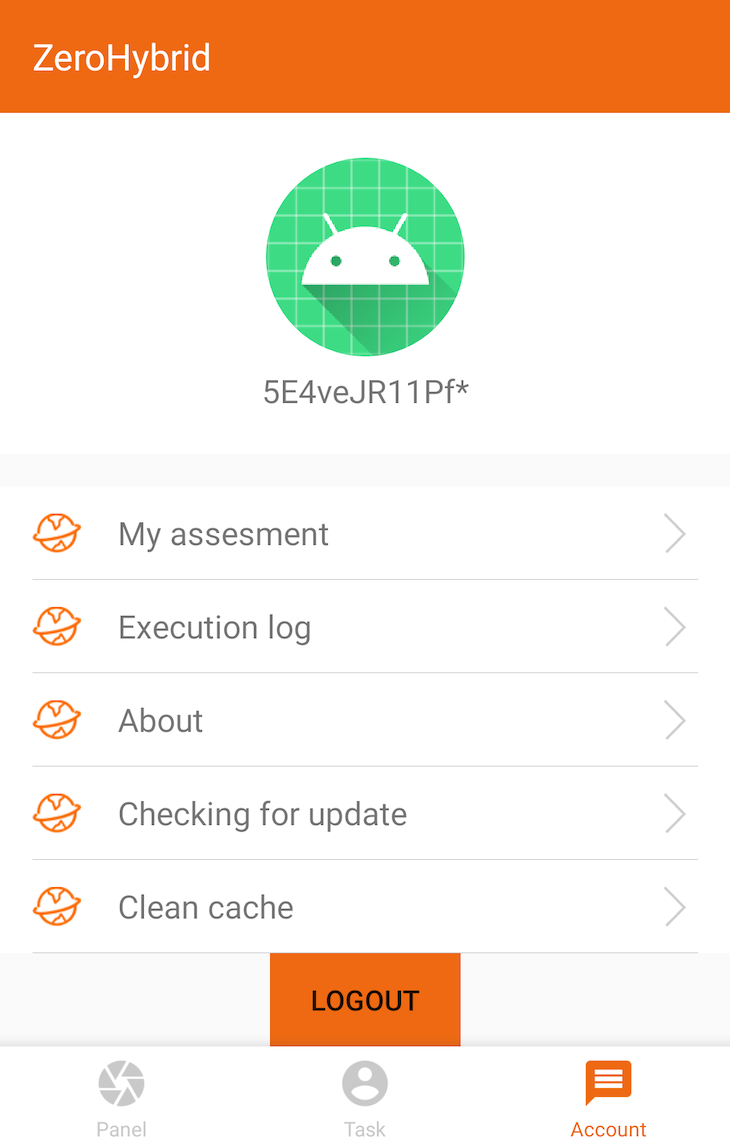 ZeroHybrid
5E4veJR11Pf*
My assesment
Execution log
About
Checking for update
Clean cache
LOGOUT
Panel
Task
Account